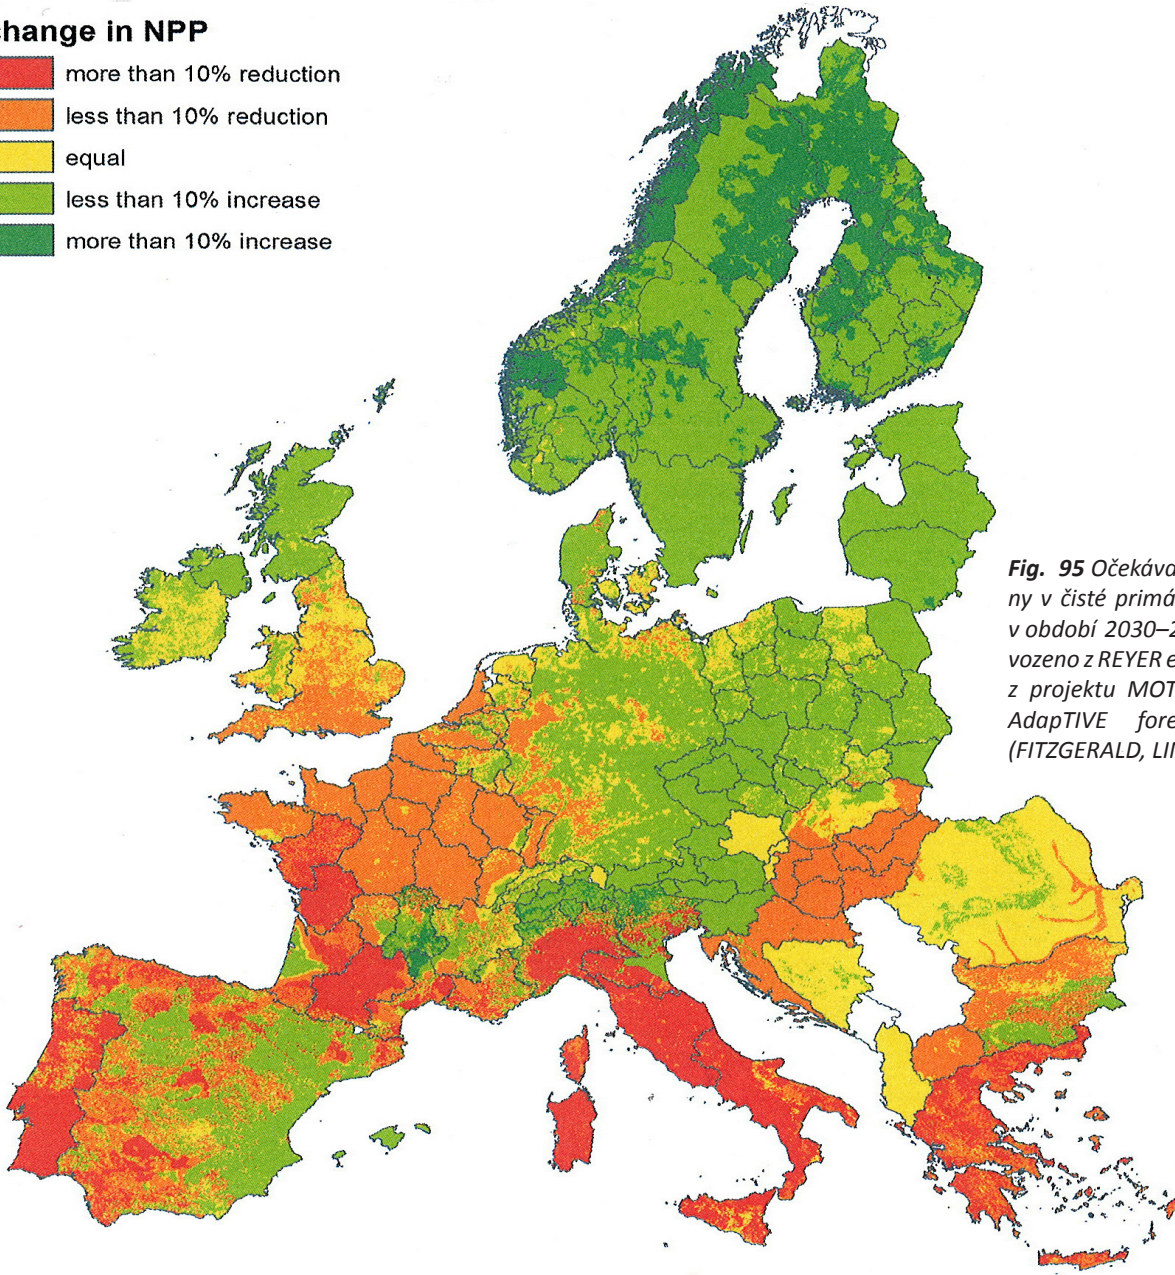 hange in NPP
more than 10% reduction
less than 10% reduction
equal
less than 10% increase
more than 10% increase
Fig. 95 Očekáva
ny v čisté primá
v období 2030–2
vozeno z REYER e
z projektu MOT
AdapTIVE fore
(FITZGERALD, LIN